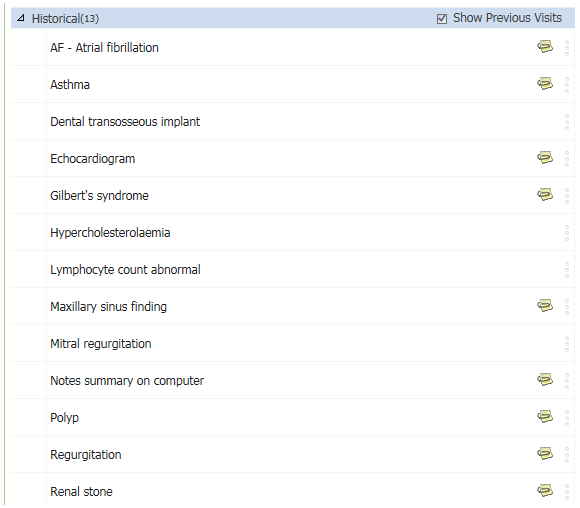 Historical(13)
Show Previous Visits
AF - Atrial fibrillation
Asthma
Dental transosseous implant
Echocardiogram
Gilbert's syndrome
Hypercholesterolaemia
Lymphocyte count abnormal
Maxillary sinus finding
Mitral regurgitation
Notes summary on computer
Polyp
Regurgitation
Renal stone